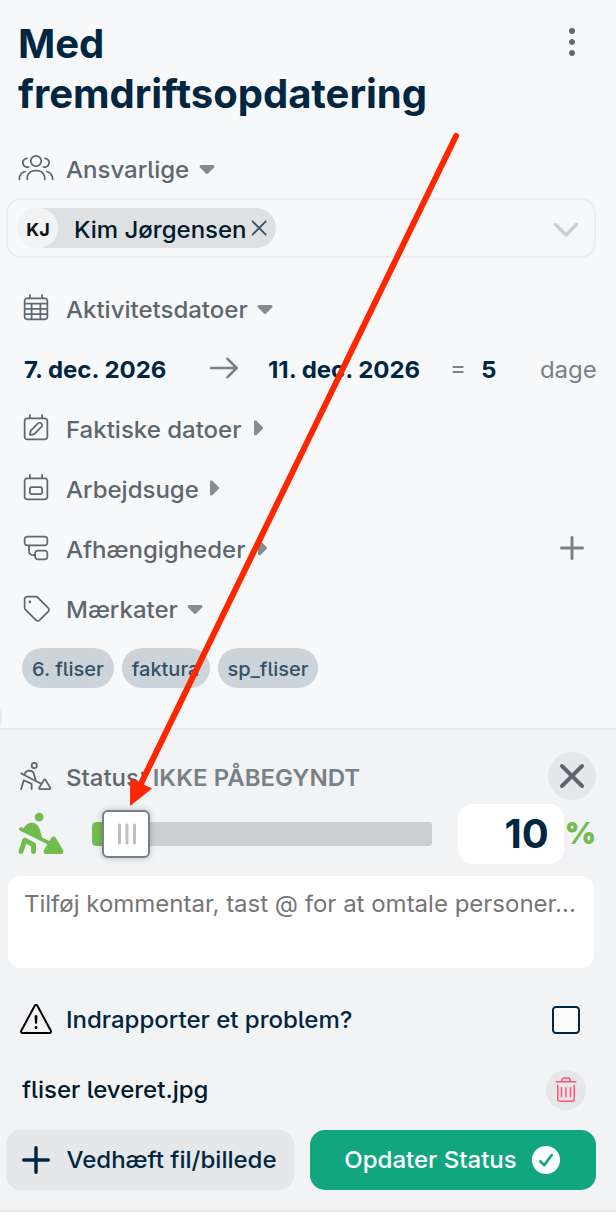 Med
fremdriftsopdatering
Ansvarlige
KJ Kim Jørgensen
Aktivitetsdatoer
7. dec. 2026 → 11. dec. 2026 = 5 dage
Faktiske datoer
Arbejdsuge
Afhængigheder
Mærkater
6. fliser faktura sp_fliser
Status: IKKE PÅBEGYNDT
10 %
Tilføj kommentar, tast @ for at omtale personer...
Indrapporter et problem?
fliser leveret.jpg
+ Vedhæft fil/billede Opdater Status